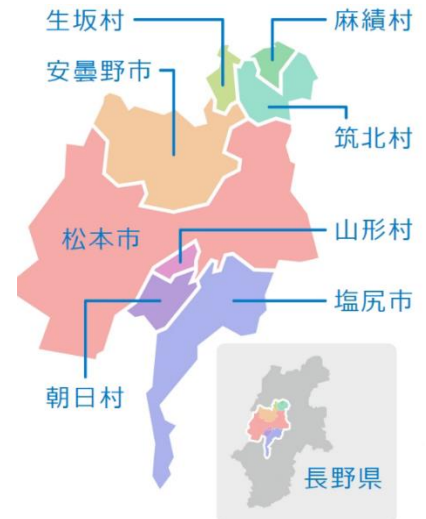 生坂村
麻績村
安曇野市
筑北村
松本市
山形村
塩尻市
朝日村
長野県